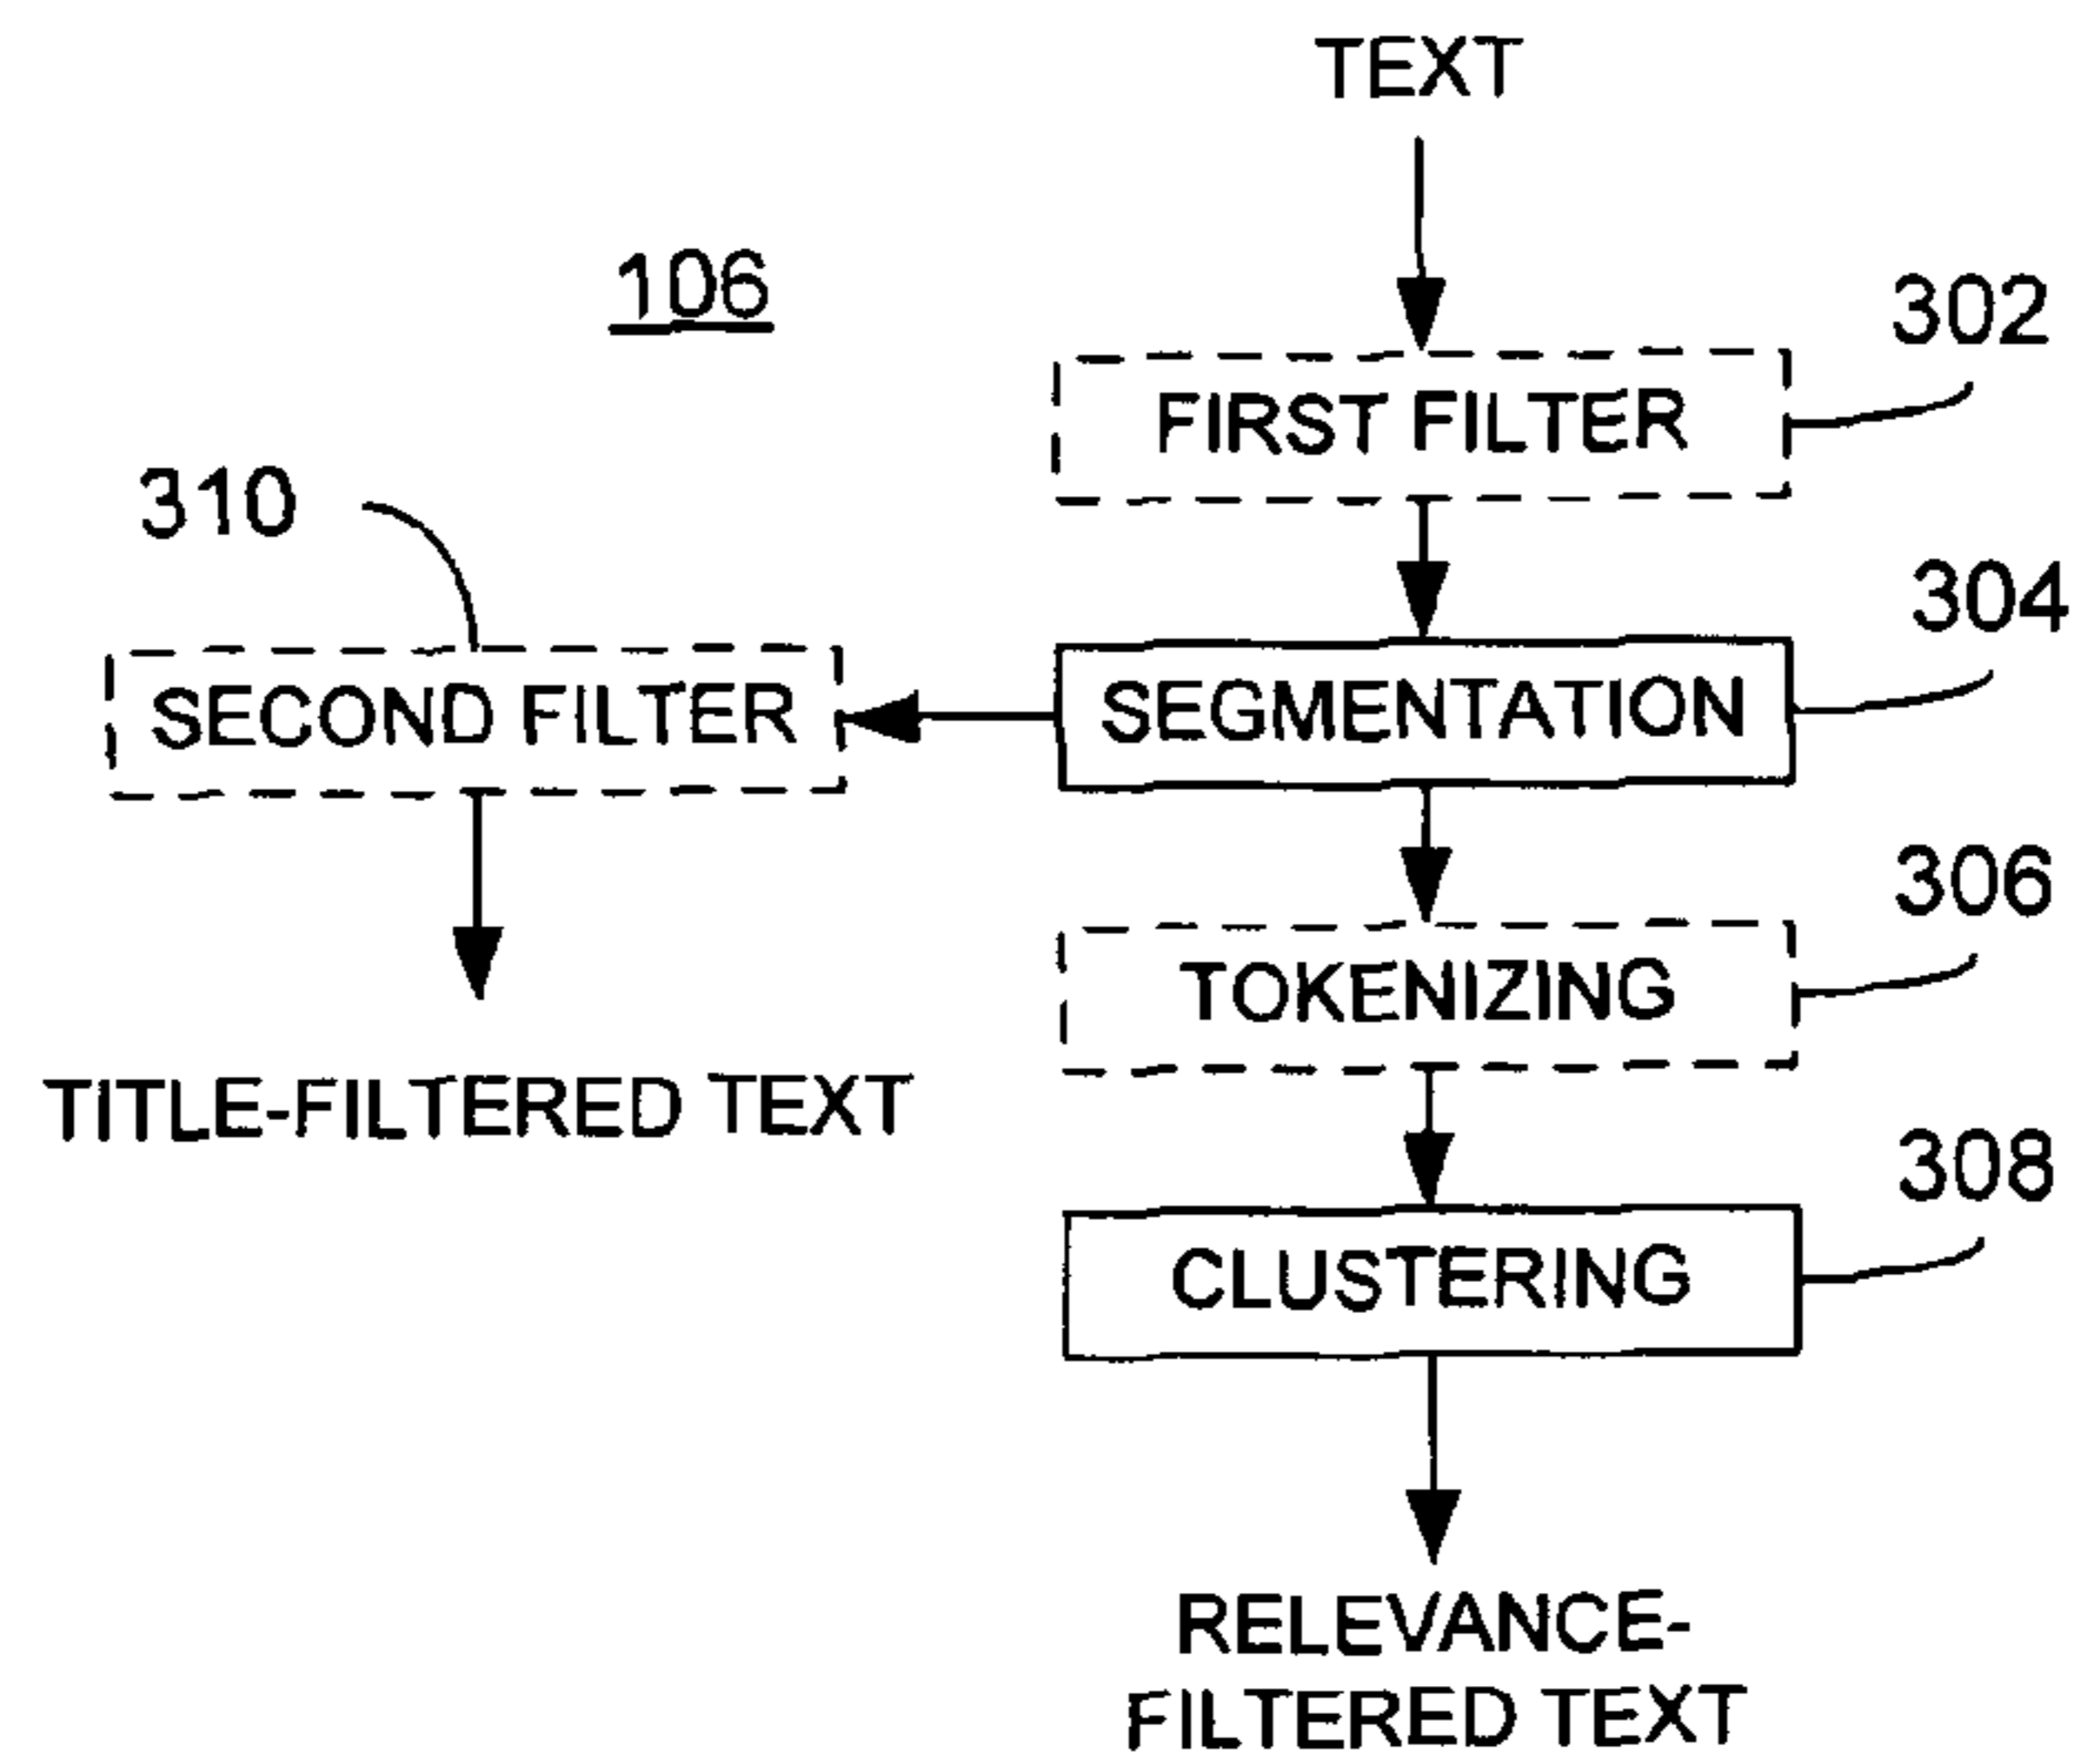 TEXT
106
302
FIRST FILTER
310
304
SECOND FILTER
SEGMENTATION
306
TOKENIZING
TITLE-FILTERED TEXT
308
CLUSTERING
RELEVANCE-
FILTERED TEXT